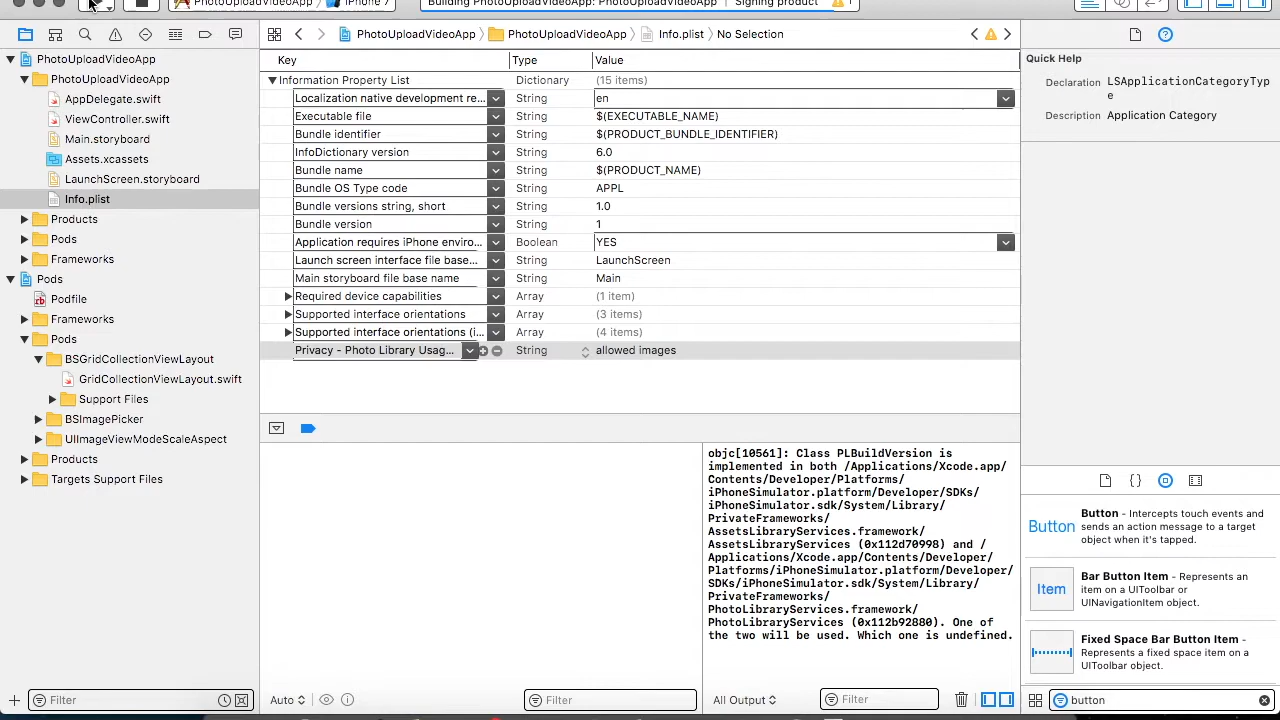 PhotoUploadVideoApp
iPhone 7
Building PhotoUploadVideoApp: PhotoUploadVideoApp
Signing product
1
PhotoUploadVideoApp
PhotoUploadVideoApp
Info.plist
No Selection
Quick Help
Declaration LSApplicationCategoryTyp
e
Description Application Category
PhotoUploadVideoApp
PhotoUploadVideoApp
AppDelegate.swift
ViewController.swift
Main.storyboard
Assets.xcassets
LaunchScreen.storyboard
Info.plist
Products
Pods
Frameworks
Pods
Podfile
Frameworks
Pods
BSGridCollectionViewLayout
GridCollectionViewLayout.swift
Support Files
BSImagePicker
UIImageViewModeScaleAspect
Products
Targets Support Files
Filter
Key Type Value
Information Property List Dictionary (15 items)
Localization native development re... String en
Executable file String $(EXECUTABLE_NAME)
Bundle identifier String $(PRODUCT_BUNDLE_IDENTIFIER)
InfoDictionary version String 6.0
Bundle name String $(PRODUCT_NAME)
Bundle OS Type code String APPL
Bundle versions string, short String 1.0
Bundle version String 1
Application requires iPhone enviro... Boolean YES
Launch screen interface file base... String LaunchScreen
Main storyboard file base name String Main
Required device capabilities Array (1 item)
Supported interface orientations Array (3 items)
Supported interface orientations (i... Array (4 items)
Privacy - Photo Library Usag... String allowed images
objc[10561]: Class PLBuildVersion is
implemented in both /Applications/Xcode.app/
Contents/Developer/Platforms/
iPhoneSimulator.platform/Developer/SDKs/
iPhoneSimulator.sdk/System/Library/
PrivateFrameworks/
AssetsLibraryServices.framework/
AssetsLibraryServices (0x112d70998) and /
Applications/Xcode.app/Contents/Developer/
Platforms/iPhoneSimulator.platform/Developer/
SDKs/iPhoneSimulator.sdk/System/Library/
PrivateFrameworks/
PhotoLibraryServices.framework/
PhotoLibraryServices (0x112b92880). One of
the two will be used. Which one is undefined.
Auto
Filter
All Output
Filter
Button
Button - Intercepts touch events and
sends an action message to a target
object when it's tapped.
Item
Bar Button Item - Represents an
item on a UIToolbar or
UINavigationItem object.
Fixed Space Bar Button Item -
Represents a fixed space item on a
UIToolbar object.
button